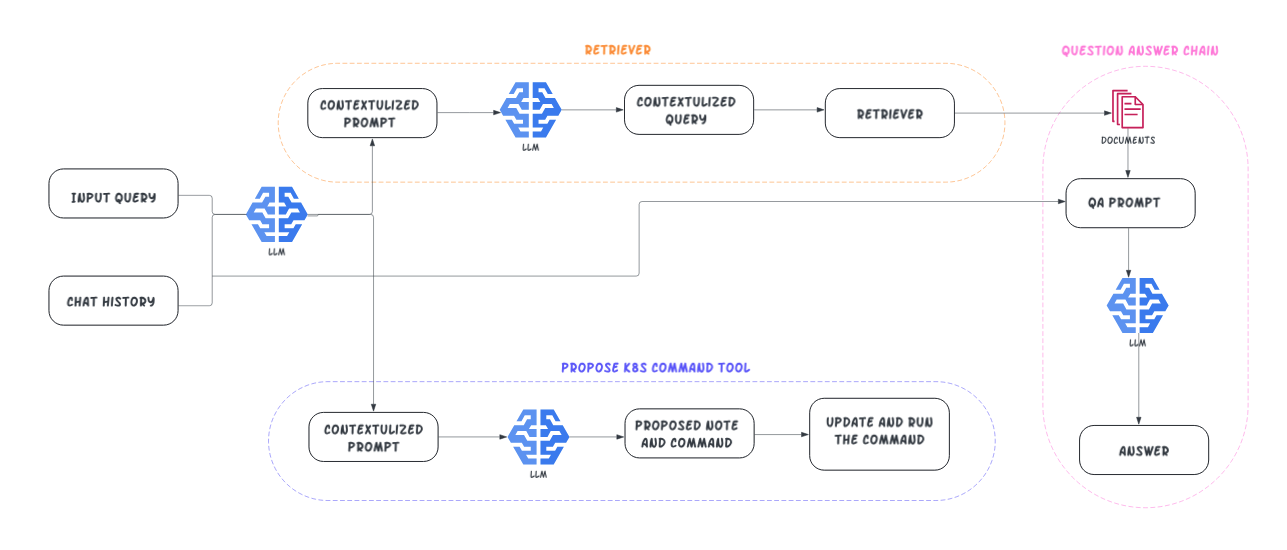 RETRIEVER
QUESTION ANSWER CHAIN
CONTEXTULIZED
PROMPT
LLM
CONTEXTULIZED
QUERY
RETRIEVER
DOCUMENTS
INPUT QUERY
LLM
QA PROMPT
CHAT HISTORY
LLM
PROPOSE K8S COMMAND TOOL
CONTEXTULIZED
PROMPT
LLM
PROPOSED NOTE
AND COMMAND
UPDATE AND RUN
THE COMMAND
ANSWER